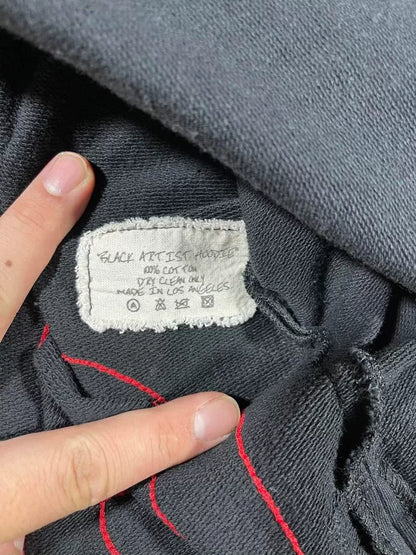 "BLACK ARTIST HOODIE"
100% COTTON
DRY CLEAN ONLY
MADE IN LOS ANGELES